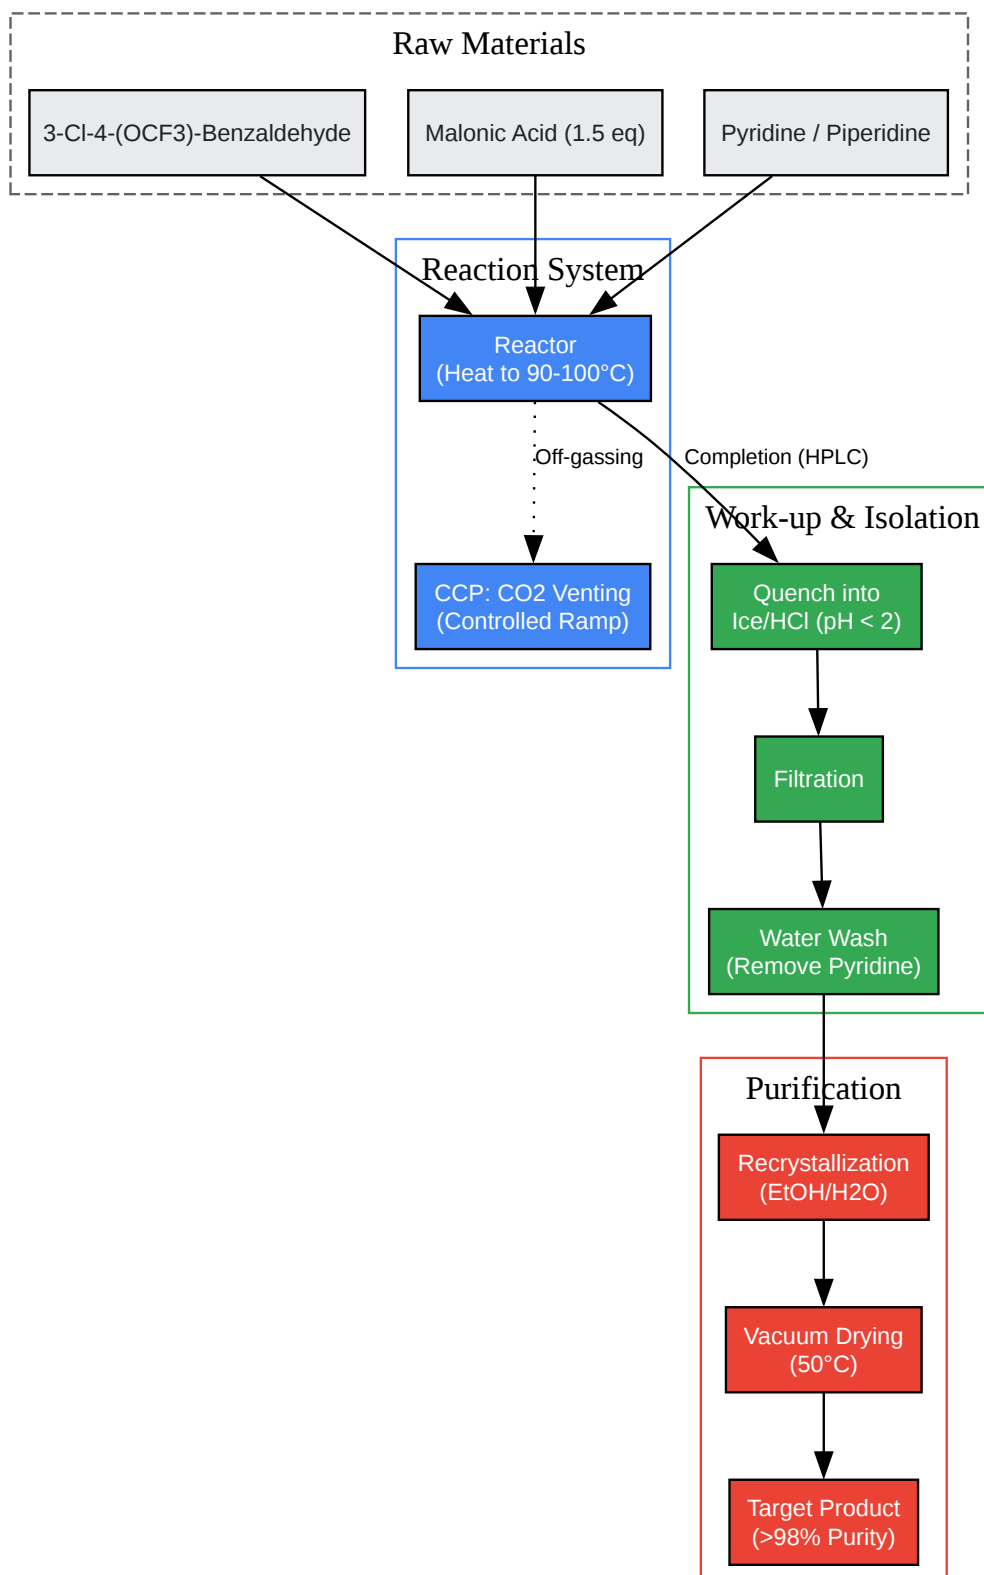 Raw Materials
3-Cl-4-(OCF3)-Benzaldehyde
Malonic Acid (1.5 eq)
Pyridine / Piperidine
Reaction System
Reactor
(Heat to 90-100°C)
Off-gassing
Completion (HPLC)
CCP: CO2 Venting
(Controlled Ramp)
Work-up & Isolation
Quench into
Ice/HCl (pH < 2)
Filtration
Water Wash
(Remove Pyridine)
Purification
Recrystallization
(EtOH/H2O)
Vacuum Drying
(50°C)
Target Product
(>98% Purity)